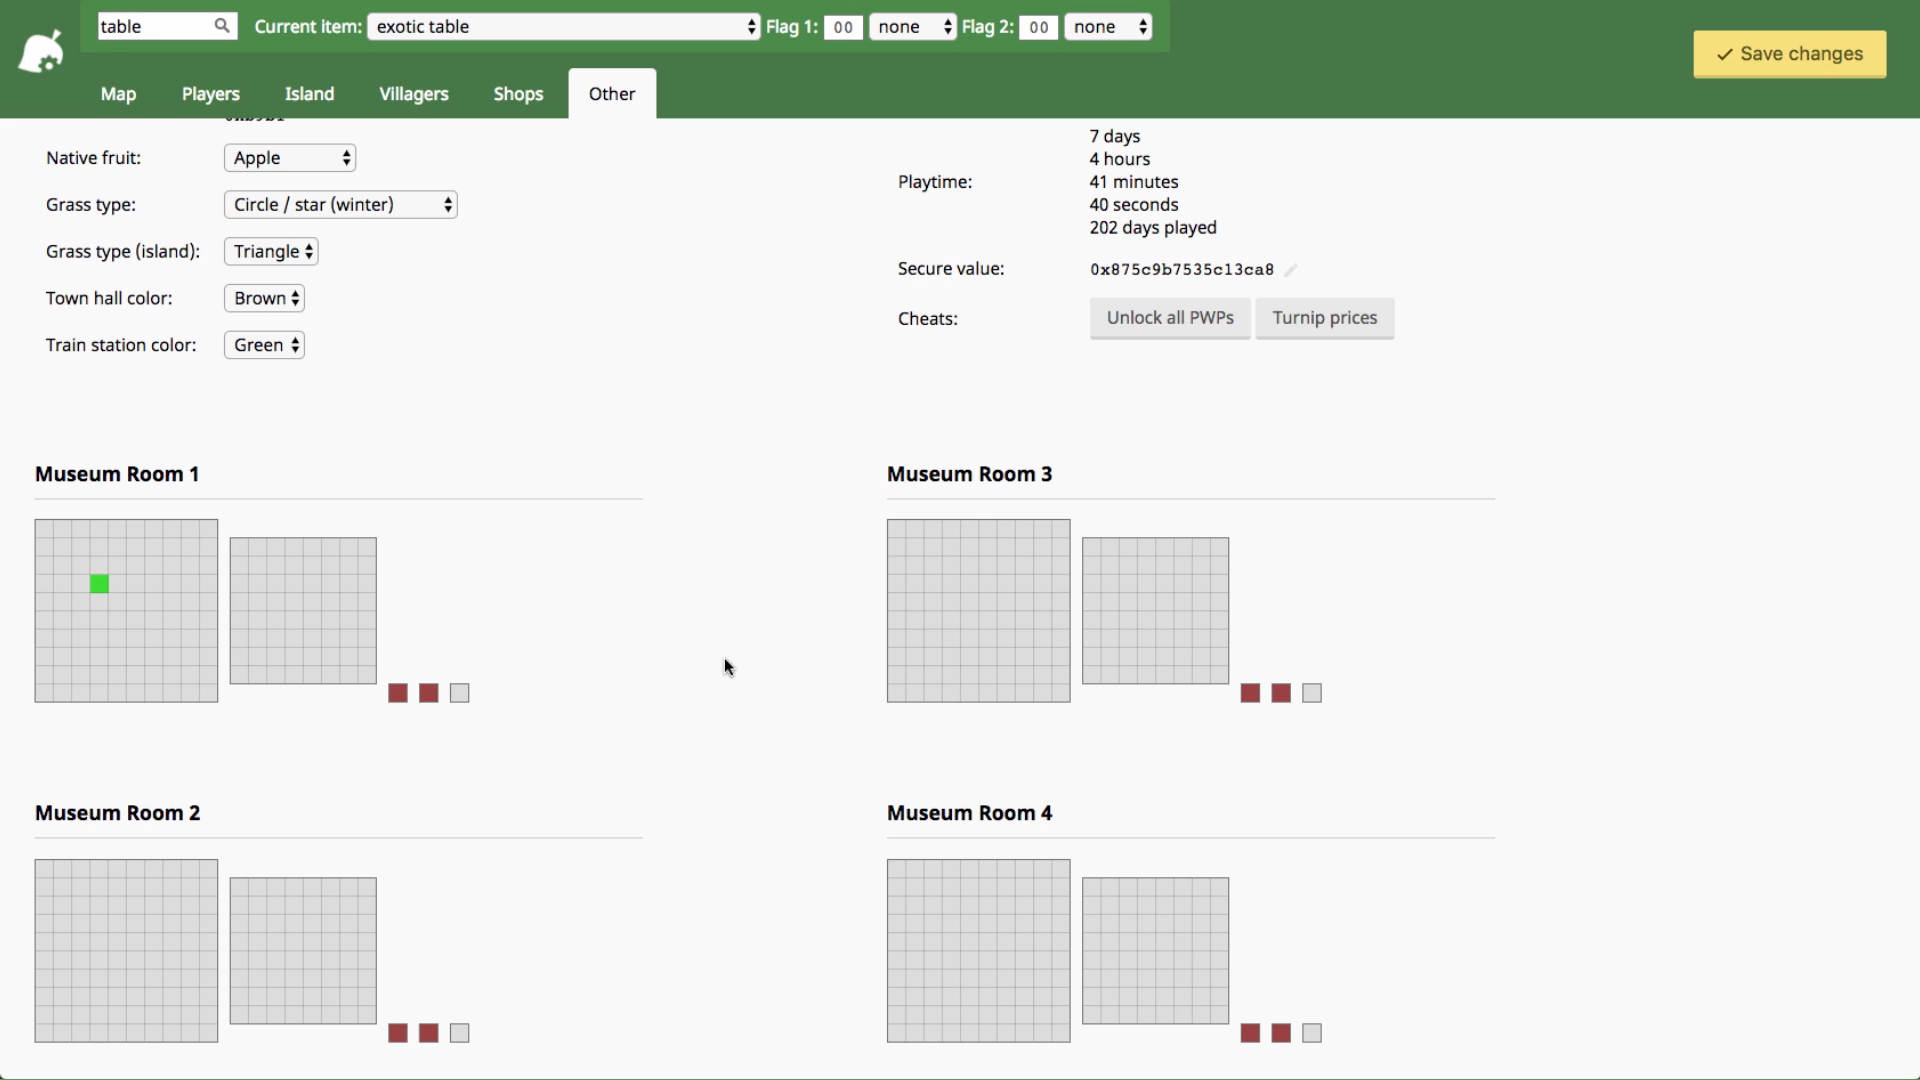 table
Current item: exotic table Flag 1: 00 none Flag 2: 00 none
Save changes
Map Players Island Villagers Shops Other
Native fruit: Apple
Grass type: Circle / star (winter)
Grass type (island): Triangle
Town hall color: Brown
Train station color: Green
Playtime:
7 days
4 hours
41 minutes
40 seconds
202 days played
Secure value: 0x875c9b7535c13ca8
Cheats: Unlock all PWPs Turnip prices
Museum Room 1
Museum Room 3
Museum Room 2
Museum Room 4